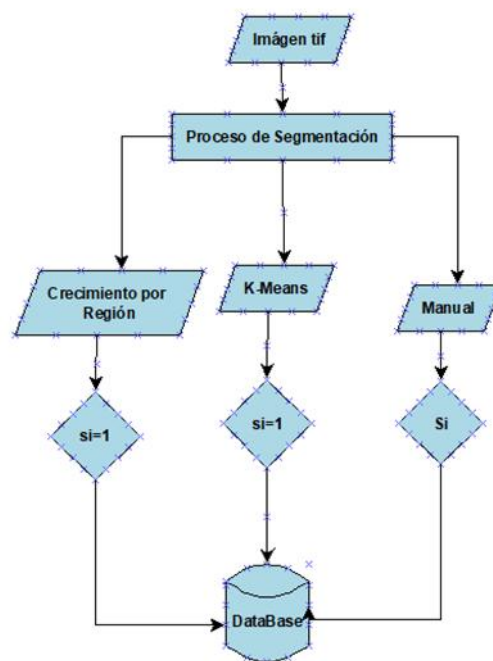 Imágen tif
Proceso de Segmentación
Crecimiento por
Región
K-Means
Manual
si=1
si=1
Si
DataBase